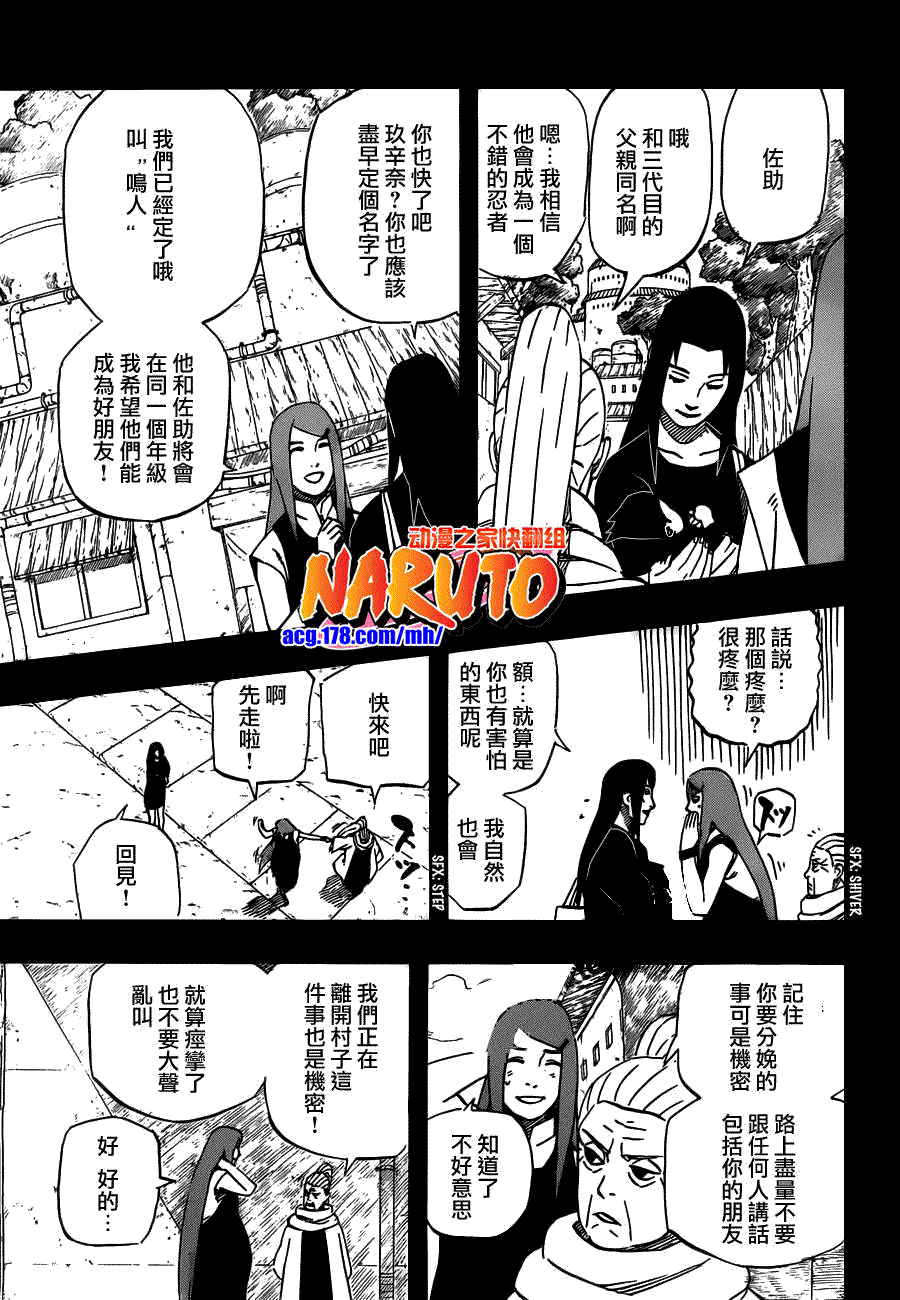 佐助
哦
和三代目的
父親同名啊
嗯…我相信
他會成為一個
不錯的忍者
你也快了吧
玖辛奈?你也應該
盡早定個名字了
我們已經定了哦
叫”鳴人“
他和佐助將會
在同一個年級
我希望他們能
成為好朋友!
动漫之家快翻组
NARUTO
acg.178.com/mh/
話説…
那個疼麼?
很疼麼?
額…就算是
你也有害怕
的東西呢
我自然
也會
SFX: SHIVER
快來吧
啊
先走啦!
回見!
SFX: STEP
記住
你要分娩的
事可是機密
路上盡量不要
跟任何人講話
包括你的朋友
知道了
不好意思
我們正在
離開村子這
件事也是機密!
就算痙攣了
也不要大聲
亂叫
好 好的…